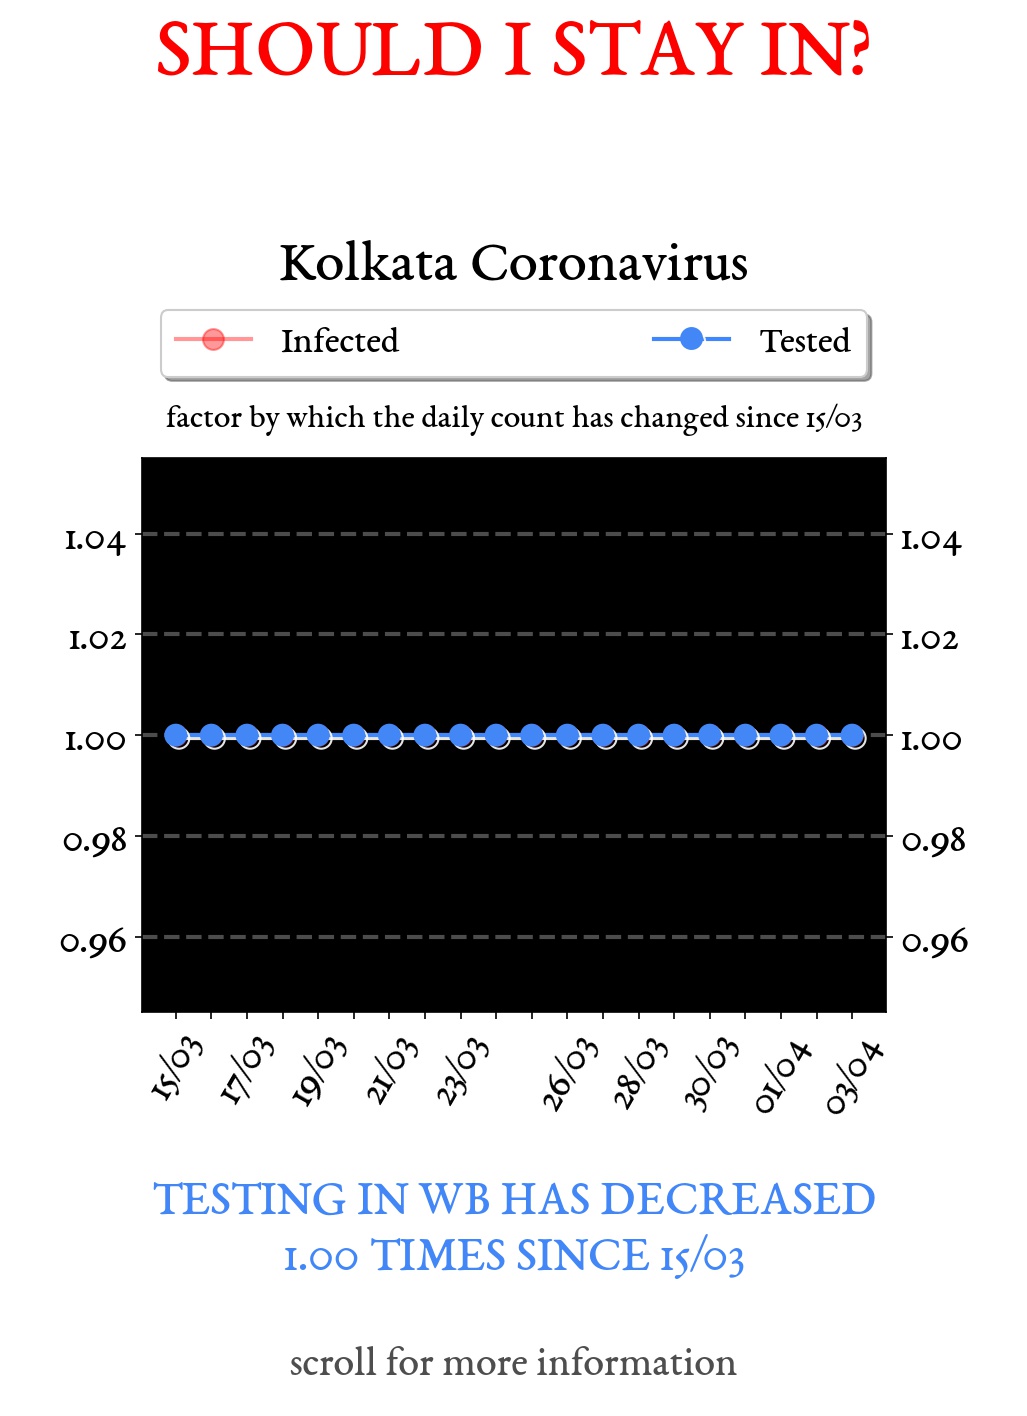 SHOULD I STAY IN?
Kolkata Coronavirus
Infected Tested
factor by which the daily count has changed since 15/03
1.04 1.04
1.02 1.02
1.00 1.00
0.98 0.98
0.96 0.96
15/03 17/03 19/03 21/03 23/03 26/03 28/03 30/03 01/04 03/04
TESTING IN WB HAS DECREASED
1.00 TIMES SINCE 15/03
scroll for more information